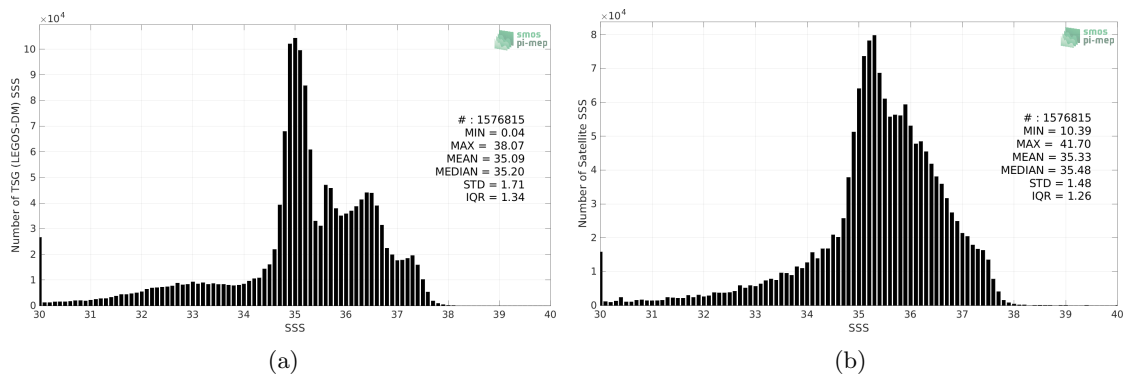 ×10⁴
smos
pi-mep
Number of TSG (LEGOS-DM) SSS
10
9
8
7
6
5
4
3
2
1
0
# : 1576815
MIN = 0.04
MAX = 38.07
MEAN = 35.09
MEDIAN = 35.20
STD = 1.71
IQR = 1.34
30 31 32 33 34 35 36 37 38 39 40
SSS
(a)
×10⁴
smos
pi-mep
Number of Satellite SSS
8
7
6
5
4
3
2
1
0
# : 1576815
MIN = 10.39
MAX = 41.70
MEAN = 35.33
MEDIAN = 35.48
STD = 1.48
IQR = 1.26
30 31 32 33 34 35 36 37 38 39 40
SSS
(b)